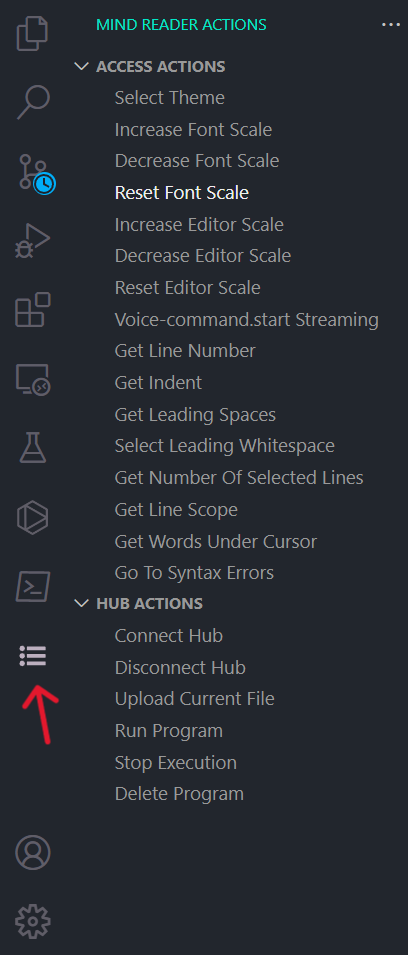 MIND READER ACTIONS
ACCESS ACTIONS
Select Theme
Increase Font Scale
Decrease Font Scale
Reset Font Scale
Increase Editor Scale
Decrease Editor Scale
Reset Editor Scale
Voice-command.start Streaming
Get Line Number
Get Indent
Get Leading Spaces
Select Leading Whitespace
Get Number Of Selected Lines
Get Line Scope
Get Words Under Cursor
Go To Syntax Errors
HUB ACTIONS
Connect Hub
Disconnect Hub
Upload Current File
Run Program
Stop Execution
Delete Program